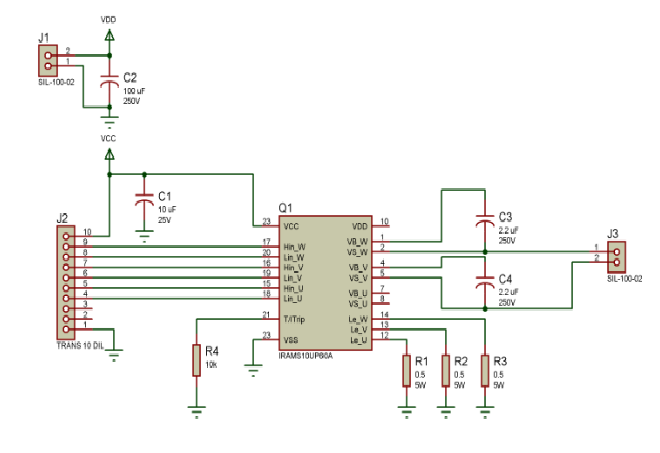 VDD
J1
2
1
SIL-100-02
C2
100 uF
250V
VCC
C1
10 uF
25V
J2
10
9
8
7
6
5
4
3
2
1
TRANS 10 DIL
Q1
23 VCC VDD 10
VB_W 1
17 Hin_W VS_W 2
20 Lin_W
16 Hin_V VB_V 4
19 Lin_V VS_V 5
15 Hin_U VB_U 7
18 Lin_U VS_U 8
21 T/ITrip Le_W 14
Le_V 13
23 VSS Le_U 12
IRAMS10UP60A
C3
2.2 uF
250V
C4
2.2 uF
250V
J3
1
2
SIL-100-02
R4
10k
R1
0.5
5W
R2
0.5
5W
R3
0.5
5W